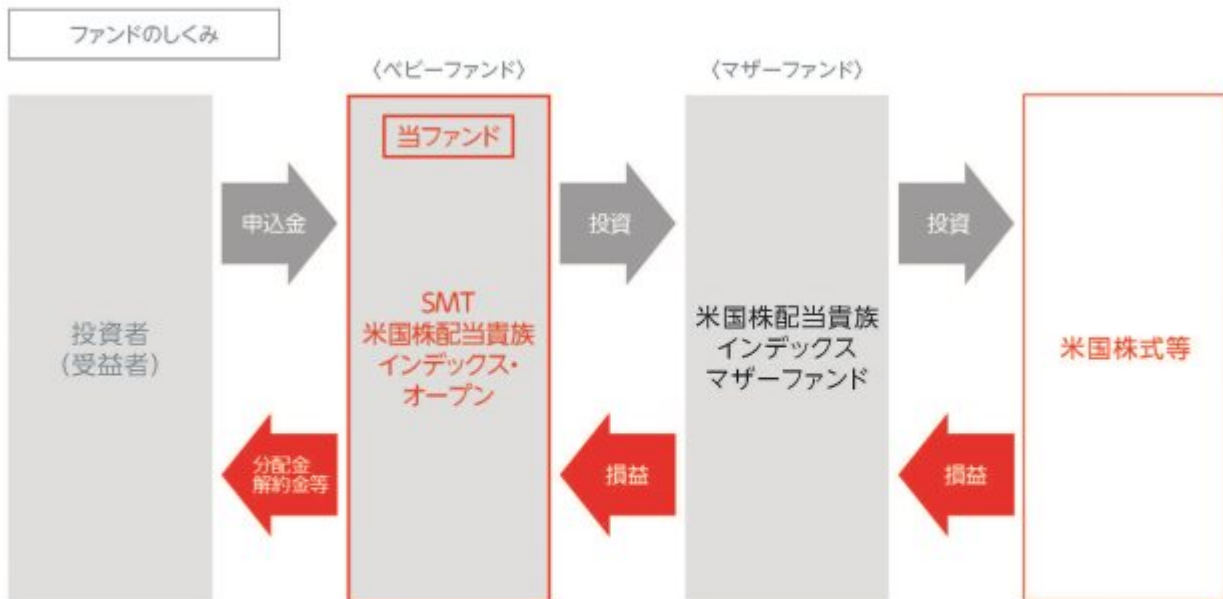 ファンドのしくみ
〈ベビーファンド〉
〈マザーファンド〉
当ファンド
申込金
投資
投資
投資者
(受益者)
SMT
米国株配当貴族
インデックス・
オープン
米国株配当貴族
インデックス
マザーファンド
米国株式等
分配金
解約金等
損益
損益